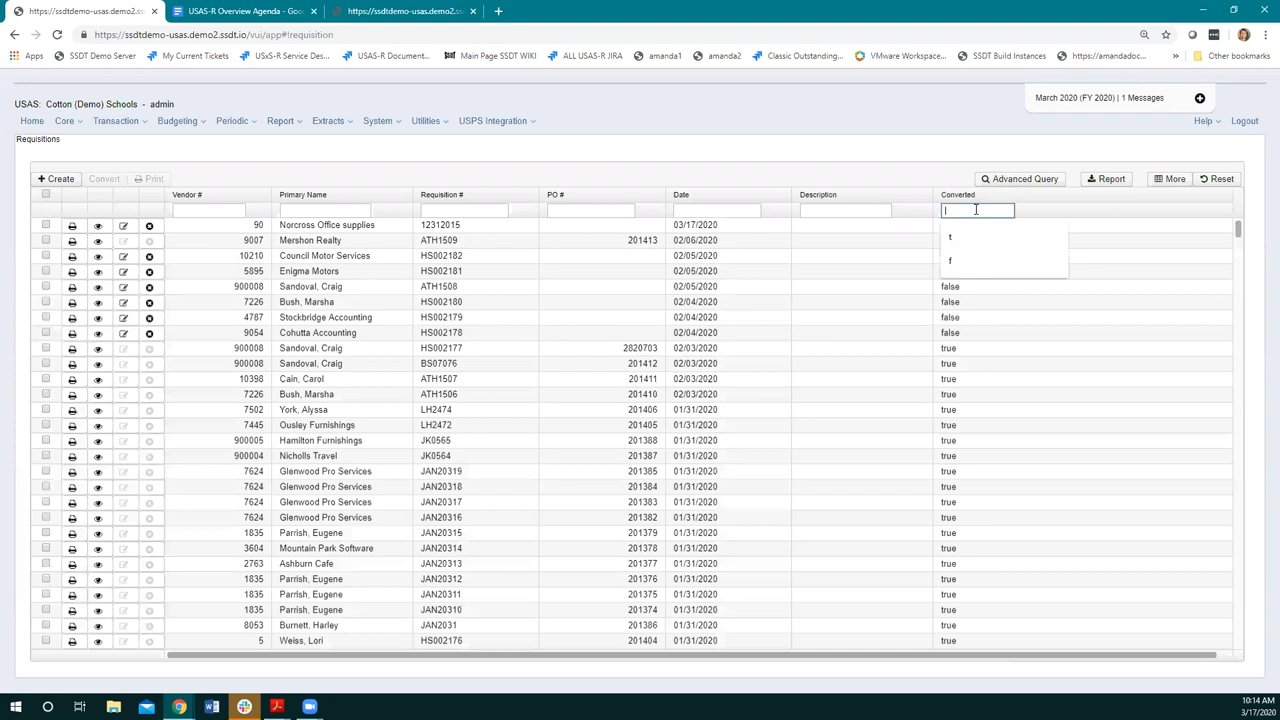 https://ssdtdemo-usas.demo2.ssdt.i
USAS-R Overview Agenda - Goo
https://ssdtdemo-usas.demo2.ssdt.
https://ssdtdemo-usas.demo2.ssdt.io/vui/app#!requisition
Apps SSDT Demo Server My Current Tickets USxS-R Service Des... USAS-R Document... Main Page SSDT WIKI ALL USAS-R JIRA amanda1 amanda2 Classic Outstanding... VMware Workspace... SSDT Build Instances https://amandadoc... » Other bookmarks
March 2020 (FY 2020) | 1 Messages
USAS: Cotton (Demo) Schools - admin
Home Core Transaction Budgeting Periodic Report Extracts System Utilities USPS Integration Help Logout
Requisitions
+ Create Convert Print Advanced Query Report More Reset
Vendor # Primary Name Requisition # PO # Date Description Converted
90 Norcross Office supplies 12312015 03/17/2020
9007 Mershon Realty ATH1509 201413 02/06/2020 t
10210 Council Motor Services HS002182 02/05/2020 f
5895 Enigma Motors HS002181 02/05/2020
900008 Sandoval, Craig ATH1508 02/05/2020 false
7226 Bush, Marsha HS002180 02/04/2020 false
4787 Stockbridge Accounting HS002179 02/04/2020 false
9054 Cohutta Accounting HS002178 02/04/2020 false
900008 Sandoval, Craig HS002177 2820703 02/03/2020 true
900008 Sandoval, Craig BS07076 201412 02/03/2020 true
10398 Cain, Carol ATH1507 201411 02/03/2020 true
7226 Bush, Marsha ATH1506 201410 02/03/2020 true
7502 York, Alyssa LH2474 201406 01/31/2020 true
7445 Ousley Furnishings LH2472 201405 01/31/2020 true
900005 Hamilton Furnishings JK0565 201388 01/31/2020 true
900004 Nicholls Travel JK0564 201387 01/31/2020 true
7624 Glenwood Pro Services JAN20319 201385 01/31/2020 true
7624 Glenwood Pro Services JAN20318 201384 01/31/2020 true
7624 Glenwood Pro Services JAN20317 201383 01/31/2020 true
7624 Glenwood Pro Services JAN20316 201382 01/31/2020 true
1835 Parrish, Eugene JAN20315 201379 01/31/2020 true
3604 Mountain Park Software JAN20314 201378 01/31/2020 true
2763 Ashburn Cafe JAN20313 201377 01/31/2020 true
1835 Parrish, Eugene JAN20312 201376 01/31/2020 true
1835 Parrish, Eugene JAN20311 201375 01/31/2020 true
1835 Parrish, Eugene JAN20310 201374 01/31/2020 true
8053 Burnett, Harley JAN2031 201386 01/31/2020 true
5 Weiss, Lori HS002176 201404 01/31/2020 true
10:14 AM
3/17/2020